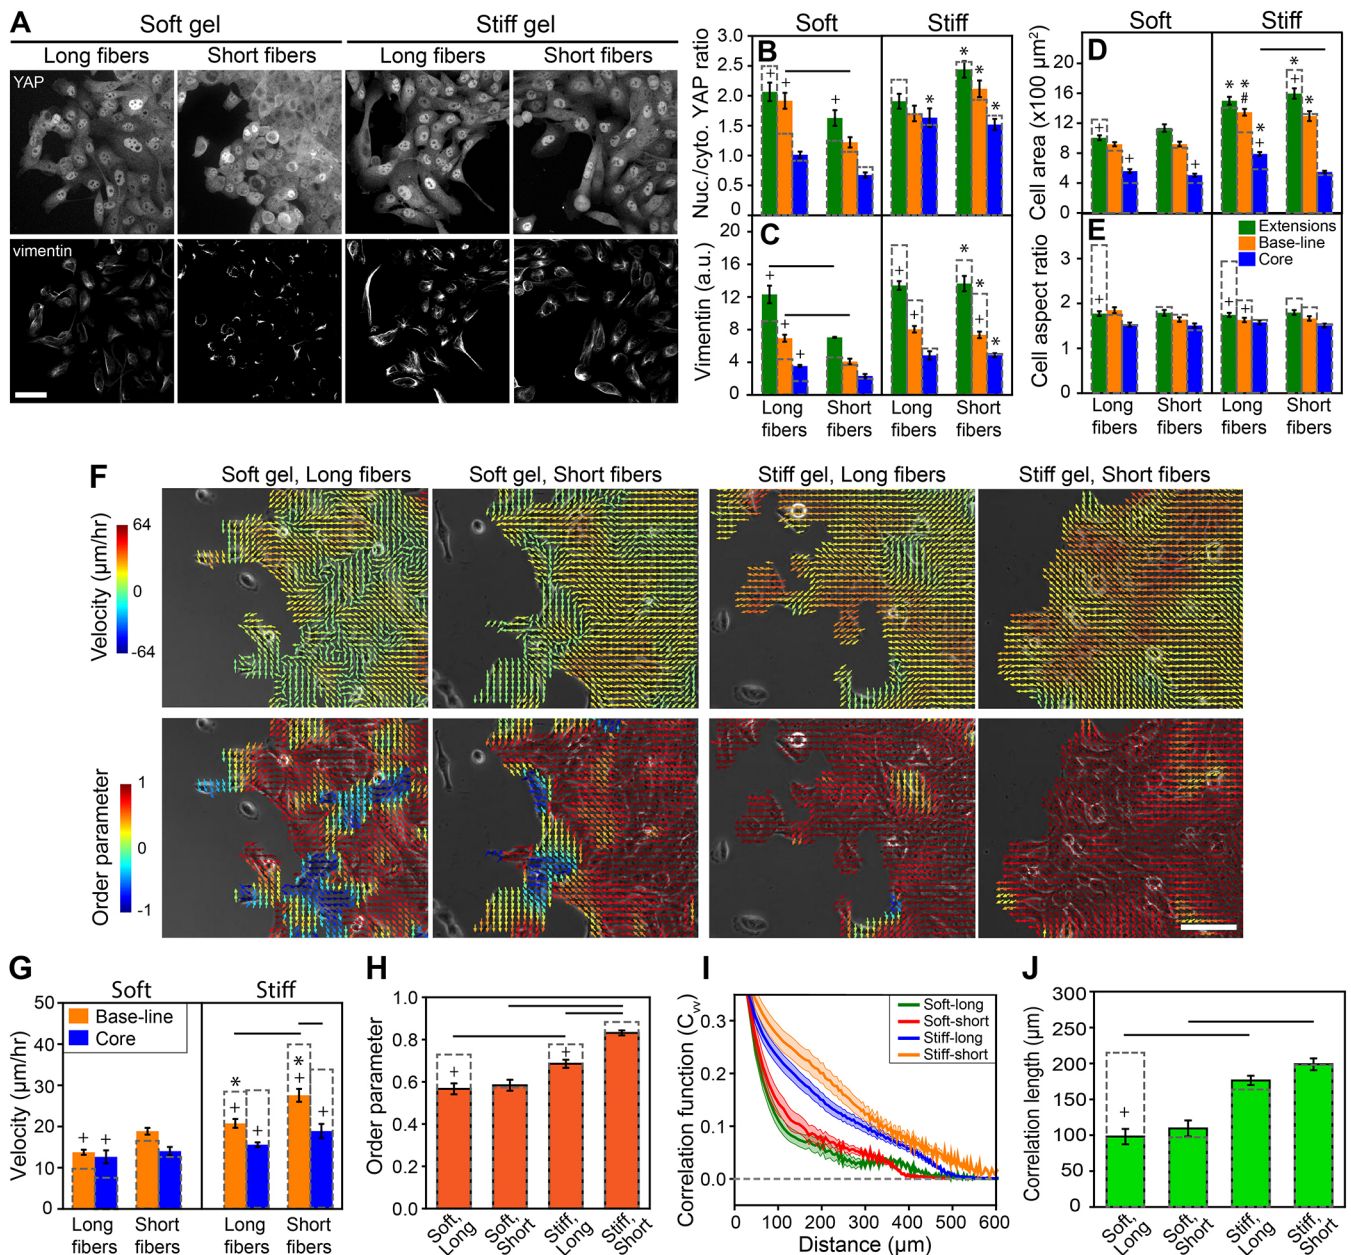 A
Soft gel
Stiff gel
Long fibers
Short fibers
Long fibers
Short fibers
YAP
vimentin
Soft
Stiff
B
Nuc./cyto. YAP ratio
3.0
2.5
2.0
1.5
1.0
0.5
0
+
+
+
*
*
*
*
C
Vimentin (a.u.)
20
16
12
8
4
0
+
+
+
+
+
*
*
+
*
Long
fibers
Short
fibers
Long
fibers
Short
fibers
Soft
Stiff
D
Cell area (x100 µm²)
20
16
12
8
4
0
+
+
+
*
*
#
*
+
*
+
*
E
Extensions
Base-line
Core
Cell aspect ratio
3
2
1
0
+
+
+
Long
fibers
Short
fibers
Long
fibers
Short
fibers
F
Soft gel, Long fibers
Soft gel, Short fibers
Stiff gel, Long fibers
Stiff gel, Short fibers
Velocity (µm/hr)
64
0
-64
Order parameter
1
0
-1
G
Soft
Stiff
Base-line
Core
Velocity (µm/hr)
50
40
30
20
10
0
+
+
*
+
+
*
+
+
Long
fibers
Short
fibers
Long
fibers
Short
fibers
H
Order parameter
1.0
0.8
0.6
0.4
0.2
0.0
+
+
Soft,
Long
Soft,
Short
Stiff,
Long
Stiff,
Short
I
Correlation function (Cvv)
0.3
0.2
0.1
0.0
Soft-long
Soft-short
Stiff-long
Stiff-short
0
100
200
300
400
500
600
Distance (µm)
J
Correlation length (µm)
300
250
200
150
100
50
0
+
Soft,
Long
Soft,
Short
Stiff,
Long
Stiff,
Short